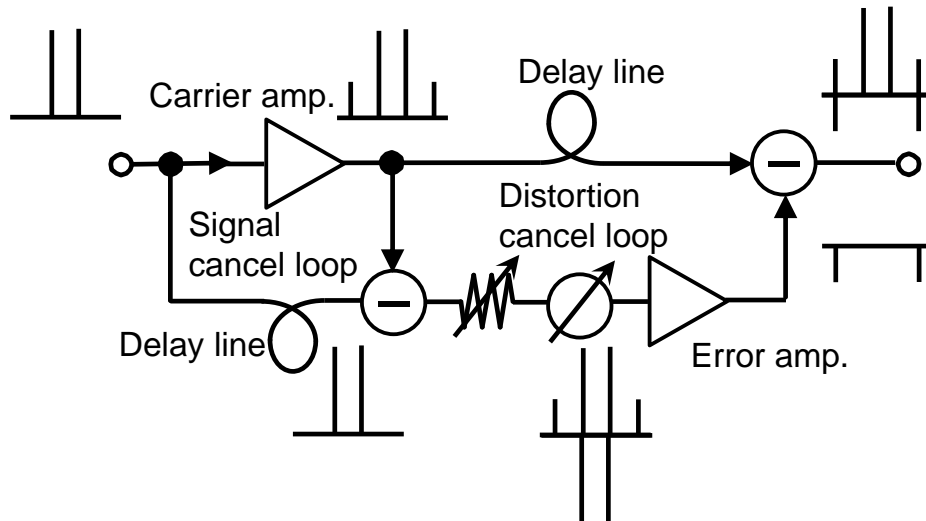 Delay line
Carrier amp.
Signal
cancel loop
Distortion
cancel loop
Delay line
Error amp.